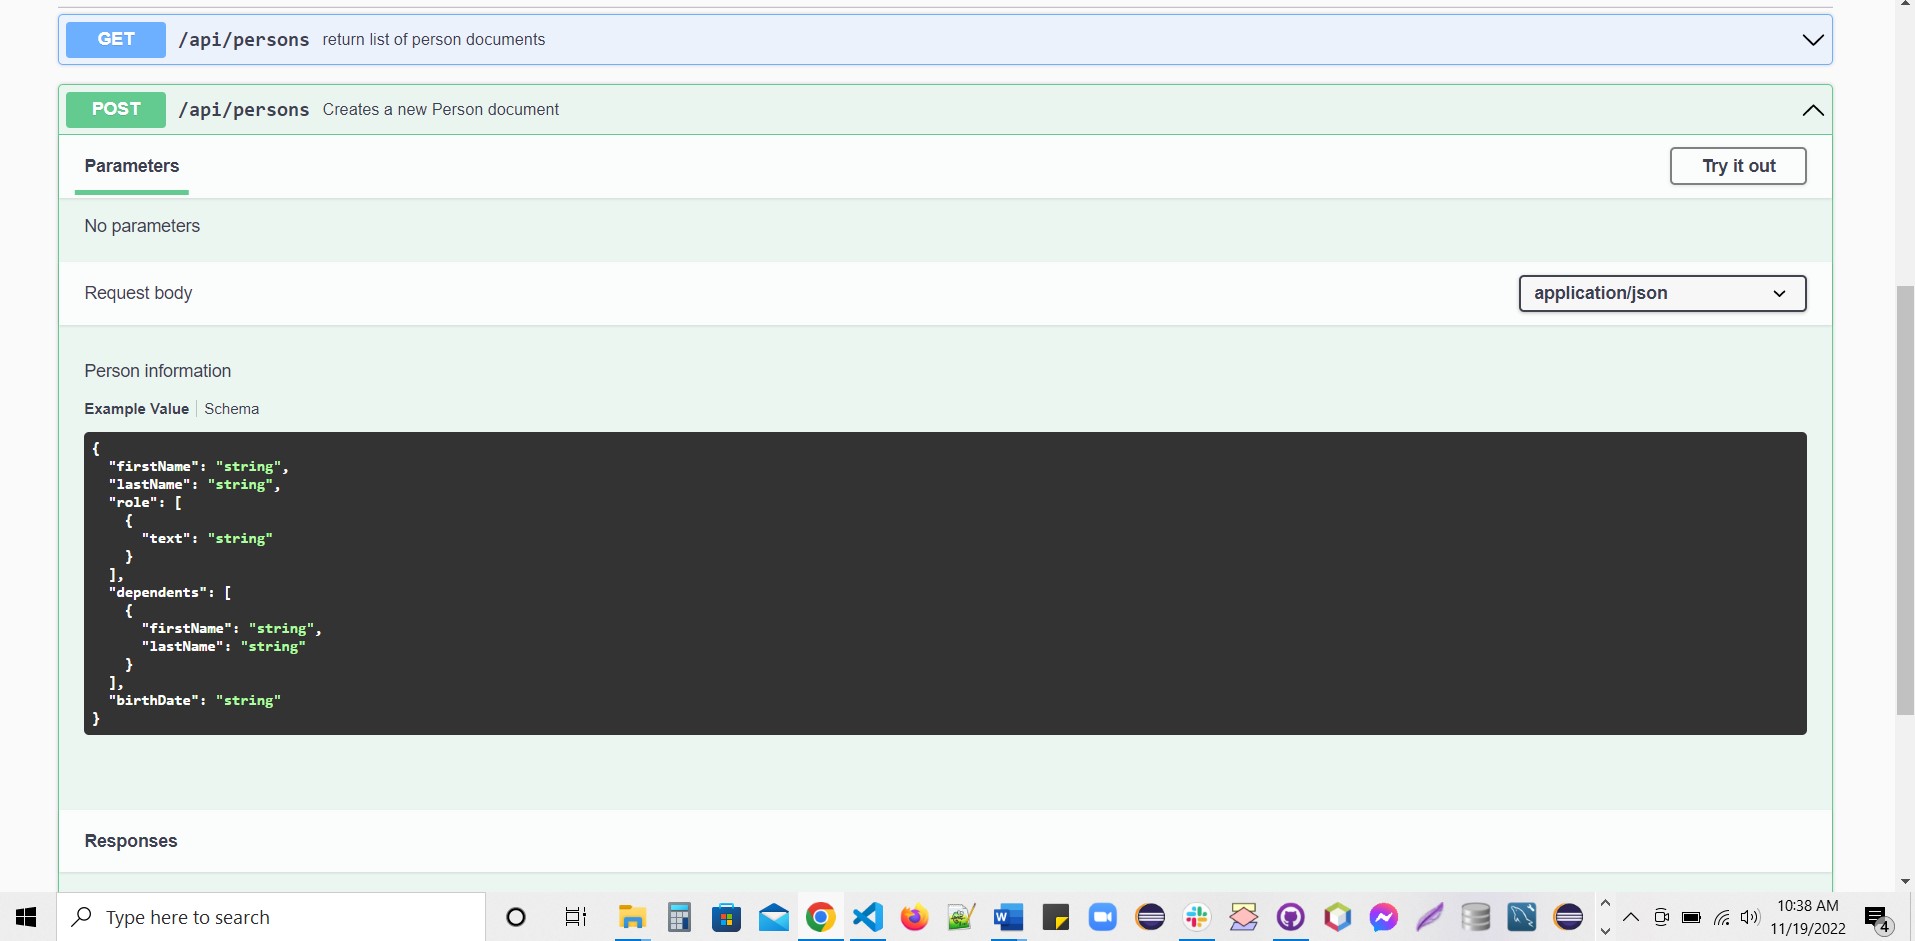 GET /api/persons return list of person documents
POST /api/persons Creates a new Person document
Parameters
Try it out
No parameters
Request body
application/json
Person information
Example Value | Schema
{
  "firstName": "string",
  "lastName": "string",
  "role": [
    {
      "text": "string"
    }
  ],
  "dependents": [
    {
      "firstName": "string",
      "lastName": "string"
    }
  ],
  "birthDate": "string"
}
Responses
Type here to search
10:38 AM
11/19/2022
4